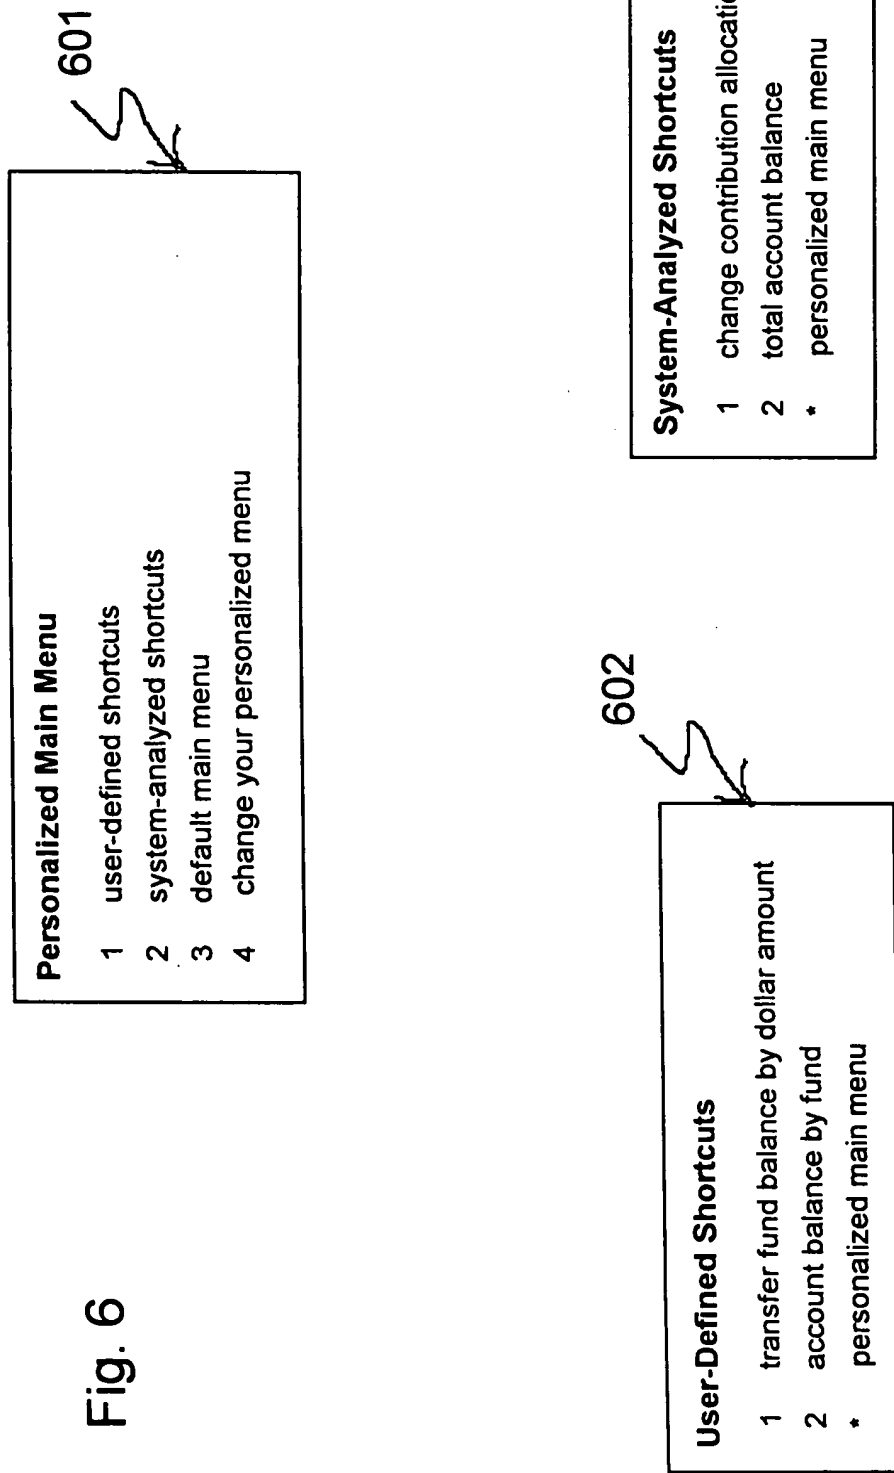 Fig. 6
Personalized Main Menu
1 user-defined shortcuts
2 system-analyzed shortcuts
3 default main menu
4 change your personalized menu
601
User-Defined Shortcuts
1 transfer fund balance by dollar amount
2 account balance by fund
* personalized main menu
602
System-Analyzed Shortcuts
1 change contribution
2 total account balance
* personalized main menu